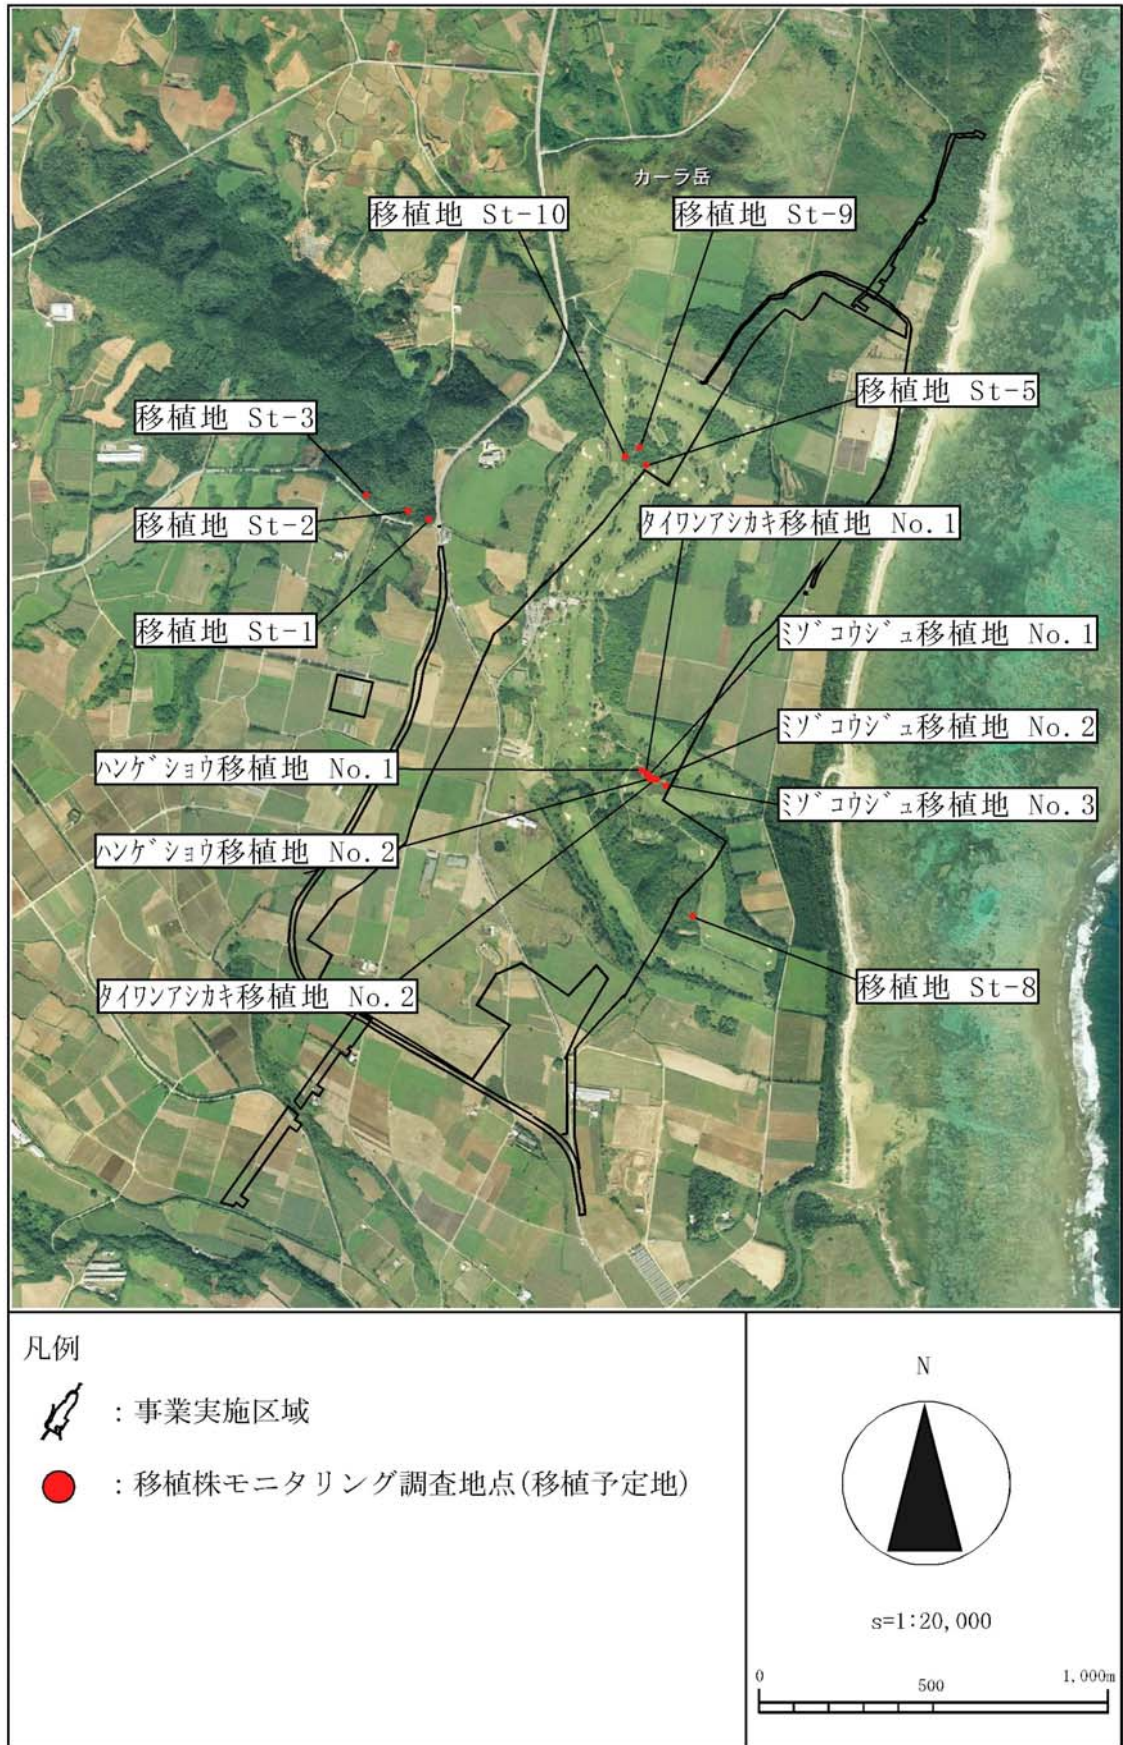 カーラ岳
移植地 St-10
移植地 St-9
移植地 St-5
移植地 St-3
移植地 St-2
タイワンアシカキ移植地 No.1
移植地 St-1
ミゾコウジュ移植地 No.1
ミゾコウジュ移植地 No.2
ハンゲショウ移植地 No.1
ミゾコウジュ移植地 No.3
ハンゲショウ移植地 No.2
タイワンアシカキ移植地 No.2
移植地 St-8
凡例
：事業実施区域
：移植株モニタリング調査地点(移植予定地)
N
s=1:20,000
0 500 1,000m